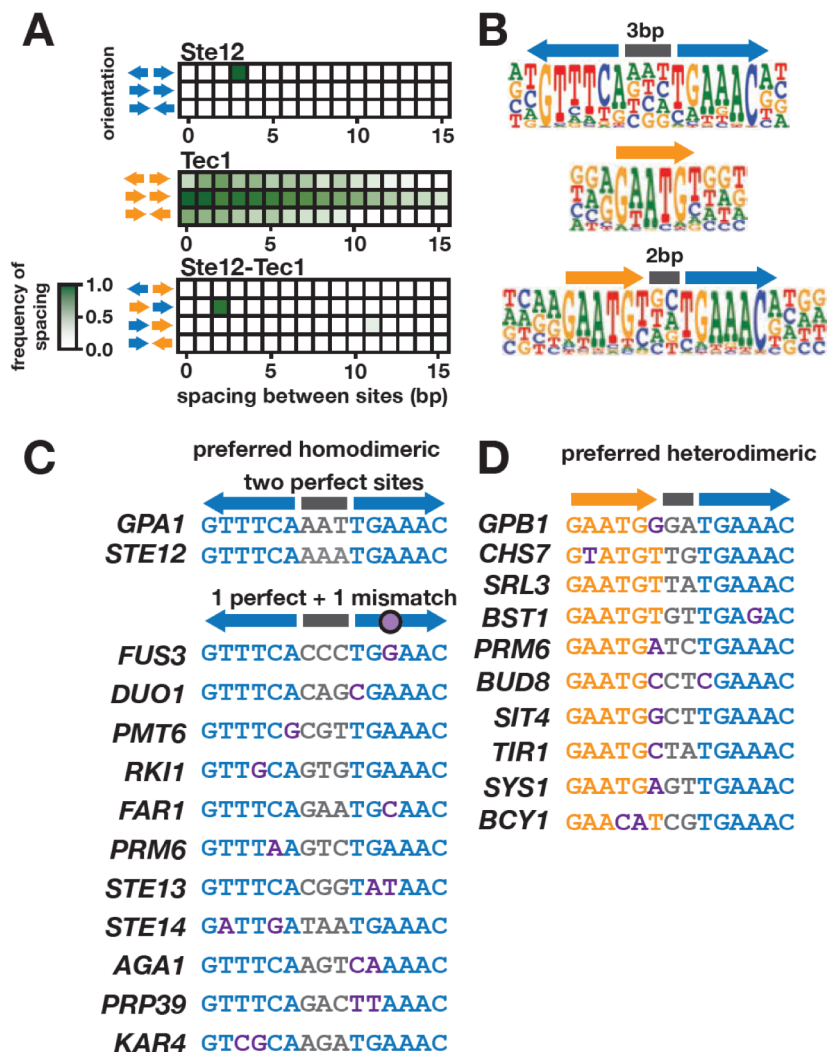 A
Ste12
orientation
0 5 10 15
Tec1
0 5 10 15
Ste12-Tec1
frequency of
spacing
1.0
0.5
0.0
0 5 10 15
spacing between sites (bp)
B
3bp
2bp
C
preferred homodimeric
two perfect sites
GPA1 GTTTCAAATTGAAAC
STE12 GTTTCAAAATGAAAC
1 perfect + 1 mismatch
FUS3 GTTTCACCCTGGAAC
DUO1 GTTTCACAGCGAAAC
PMT6 GTTTCGCGTTGAAAC
RKI1 GTTGCAGTGTGAAAC
FAR1 GTTTCAGAATGCAAC
PRM6 GTTTAAGTCTGAAAC
STE13 GTTTCACGGTATAAC
STE14 GATTGATAATGAAAC
AGA1 GTTTCAAGTCAAAAC
PRP39 GTTTCAGACTTAAAC
KAR4 GTCGCAAGATGAAAC
D
preferred heterodimeric
GPB1 GAATGGGATGAAAC
CHS7 GTATGTTGTGAAAC
SRL3 GAATGTTATGAAAC
BST1 GAATGTGTTGAGAC
PRM6 GAATGATCTGAAAC
BUD8 GAATGCCTCGAAAC
SIT4 GAATGGCTTGAAAC
TIR1 GAATGCTATGAAAC
SYS1 GAATGAGTTGAAAC
BCY1 GAACATCGTGAAAC